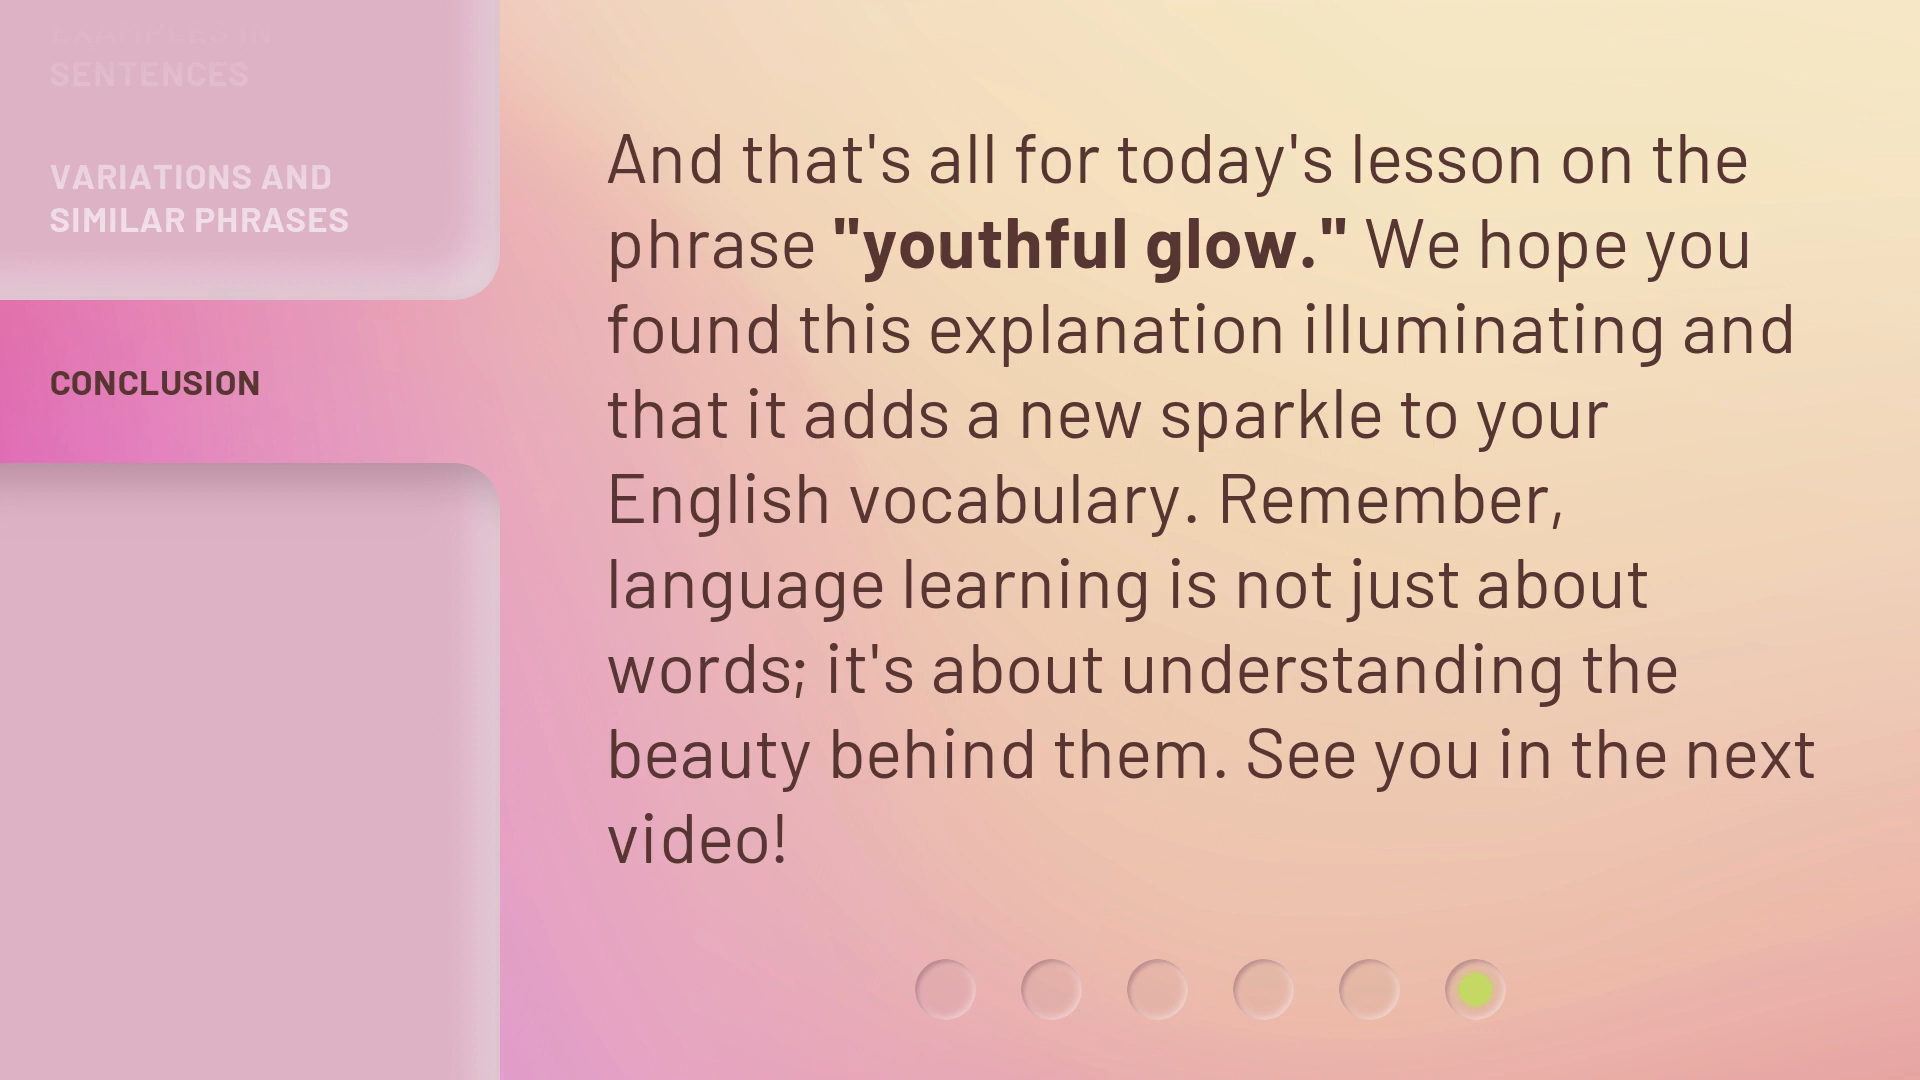 EXAMPLES IN
SENTENCES
VARIATIONS AND
SIMILAR PHRASES
CONCLUSION
And that's all for today's lesson on the
phrase "youthful glow." We hope you
found this explanation illuminating and
that it adds a new sparkle to your
English vocabulary. Remember,
language learning is not just about
words; it's about understanding the
beauty behind them. See you in the next
video!